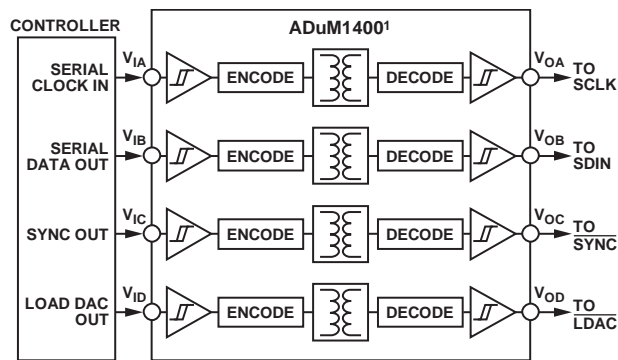 CONTROLLER
ADuM1400¹
SERIAL
CLOCK IN
V_IA
ENCODE
DECODE
V_OA
TO
SCLK
SERIAL
DATA OUT
V_IB
ENCODE
DECODE
V_OB
TO
SDIN
SYNC OUT
V_IC
ENCODE
DECODE
V_OC
TO
SYNC
LOAD DAC
OUT
V_ID
ENCODE
DECODE
V_OD
TO
LDAC